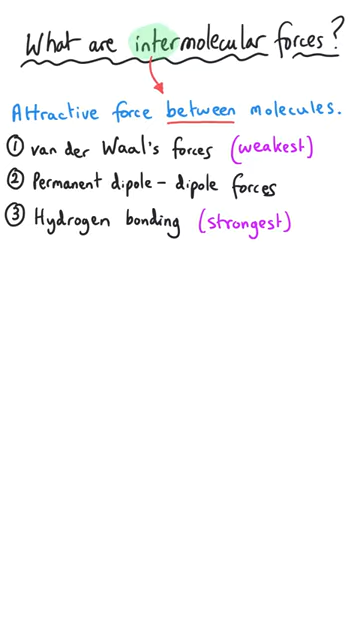 What are intermolecular forces?
Attractive force between molecules.
① van der Waal's forces (weakest)
② Permanent dipole - dipole forces
③ Hydrogen bonding (strongest)